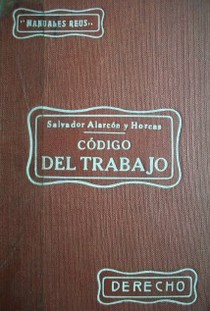 "MANUALES REUS"
Salvador Alarcón y Horcas
CÓDIGO
DEL TRABAJO
DERECHO